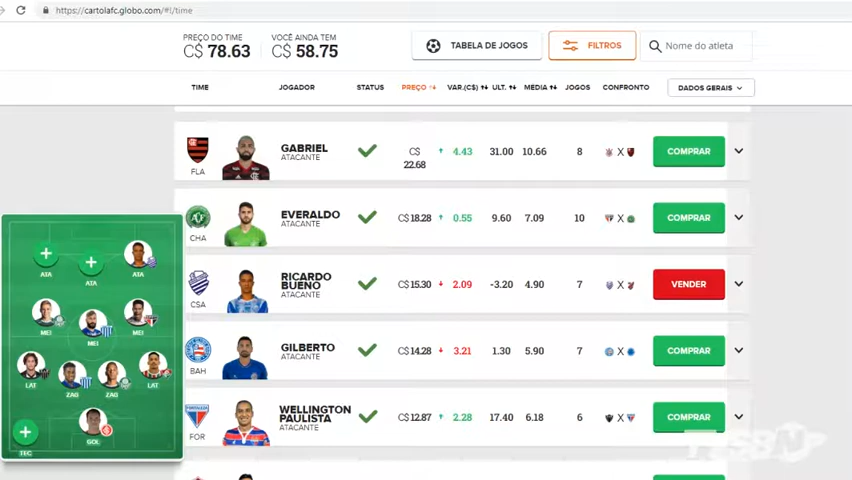 https://cartolafc.globo.com/#!/time
PREÇO DO TIME
C$ 78.63
VOCÊ AINDA TEM
C$ 58.75
TABELA DE JOGOS
FILTROS
Nome do atleta
TIME JOGADOR STATUS PREÇO VAR.(C$) ULT. MÉDIA JOGOS CONFRONTO DADOS GERAIS
FLA
GABRIEL
ATACANTE
C$
22.68
4.43 31.00 10.66 8 X COMPRAR
CHA
EVERALDO
ATACANTE
C$ 18.28 0.55 9.60 7.09 10 X COMPRAR
CSA
RICARDO
BUENO
ATACANTE
C$ 15.30 2.09 -3.20 4.90 7 X VENDER
BAH
GILBERTO
ATACANTE
C$ 14.28 3.21 1.30 5.90 7 X COMPRAR
FOR
WELLINGTON
PAULISTA
ATACANTE
C$ 12.87 2.28 17.40 6.18 6 X COMPRAR
ATA
ATA
ATA
MEI
MEI
MEI
LAT
ZAG
ZAG
LAT
GOL
TEC